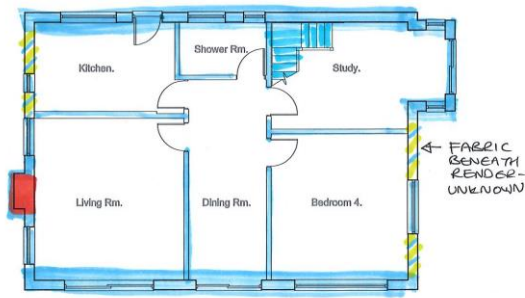 Kitchen.
Shower Rm.
Study.
Living Rm.
Dining Rm.
Bedroom 4.
← FABRIC
BENEATH
RENDER-
UNKNOWN